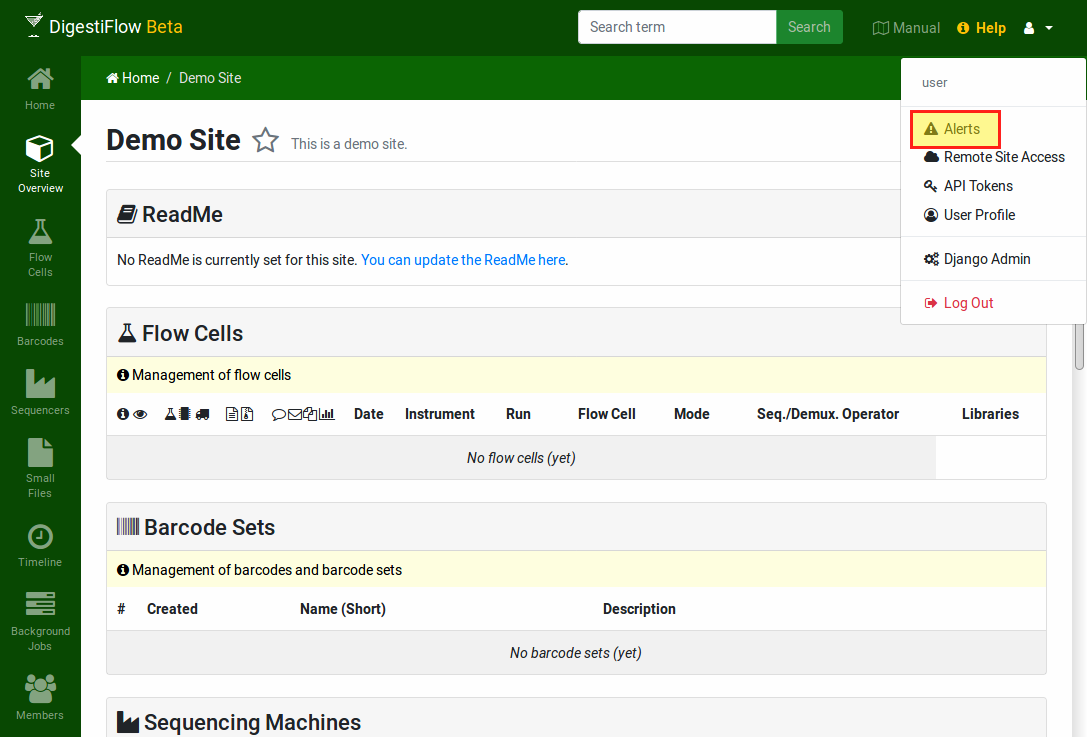 DigestiFlow Beta
Search term
Search
Manual
Help
Home
Site
Overview
Flow
Cells
Barcodes
Sequencers
Small
Files
Timeline
Background
Jobs
Members
Home / Demo Site
user
Alerts
Remote Site Access
API Tokens
User Profile
Django Admin
Log Out
Demo Site This is a demo site.
ReadMe
No ReadMe is currently set for this site. You can update the ReadMe here.
Flow Cells
Management of flow cells
Date Instrument Run Flow Cell Mode Seq./Demux. Operator Libraries
No flow cells (yet)
Barcode Sets
Management of barcodes and barcode sets
# Created Name (Short) Description
No barcode sets (yet)
Sequencing Machines